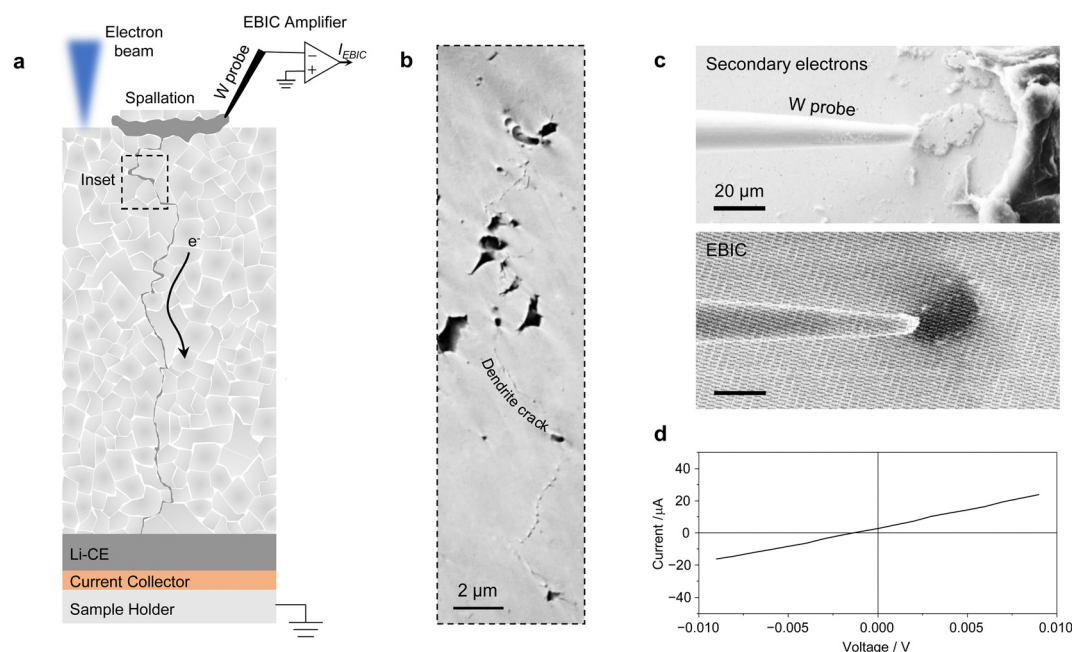 a
Electron
beam
EBIC Amplifier
W probe
−
+
I_EBIC
Spallation
Inset
e-
Li-CE
Current Collector
Sample Holder
b
Dendrite crack
2 µm
c
Secondary electrons
W probe
20 µm
EBIC
d
Current /µA
40
20
0
−20
−40
−0.010
−0.005
0.000
0.005
0.010
Voltage / V